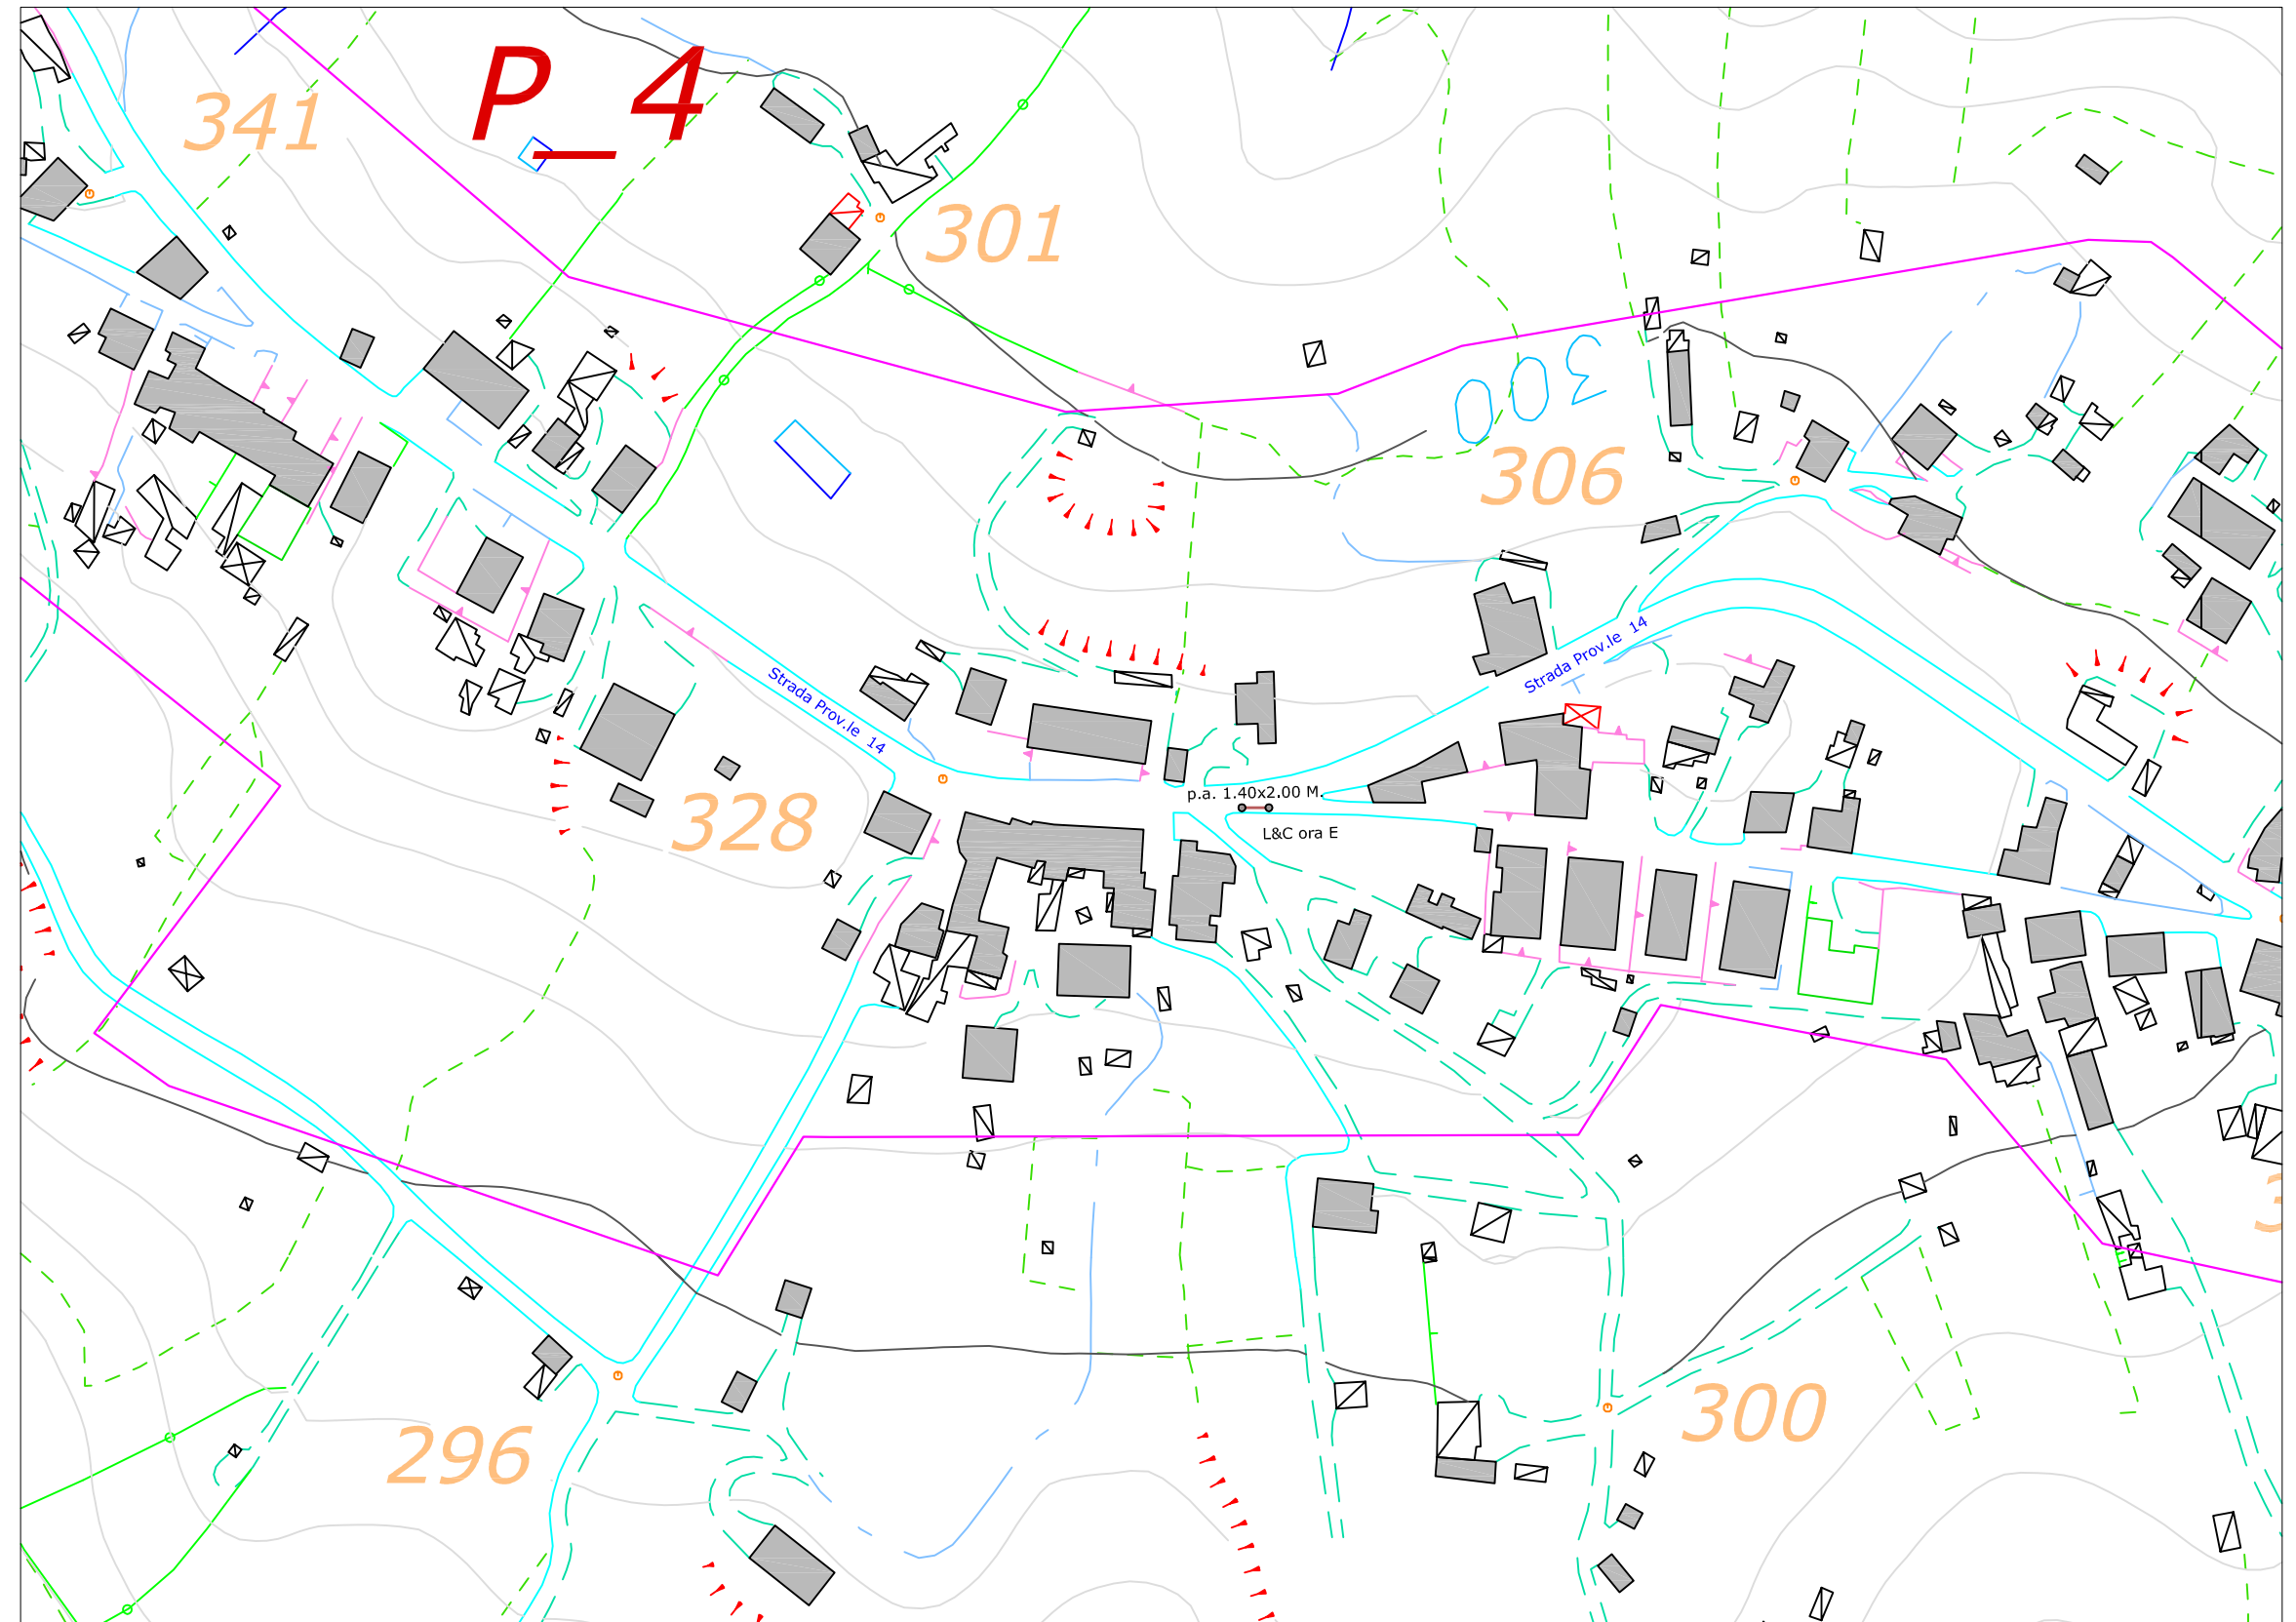 P_4
341
301
300
306
Strada Prov.le 14
Strada Prov.le 14
p.a. 1.40x2.00 M.
328
L&C ora E
300
296